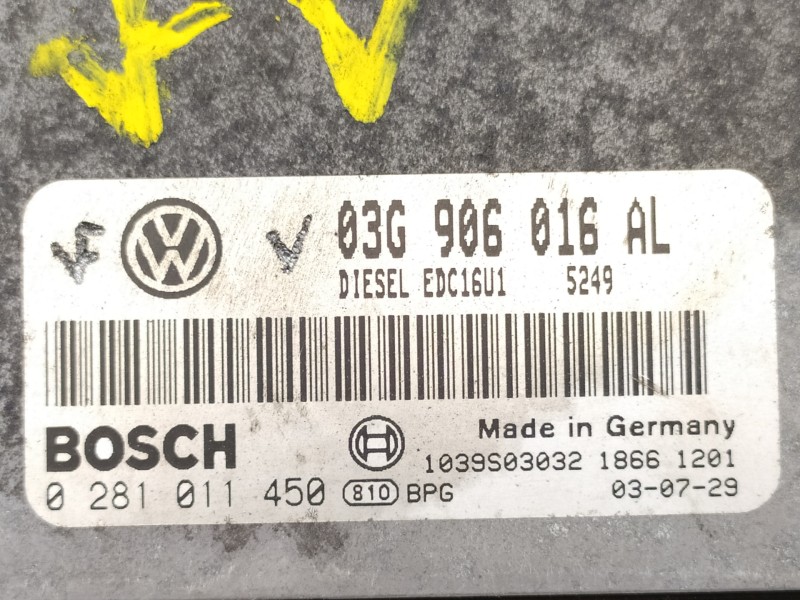 03G 906 016 AL
DIESEL EDC16U1 5249
BOSCH
Made in Germany
1039S03032 1866 1201
0 281 011 450 810 BPG 03-07-29